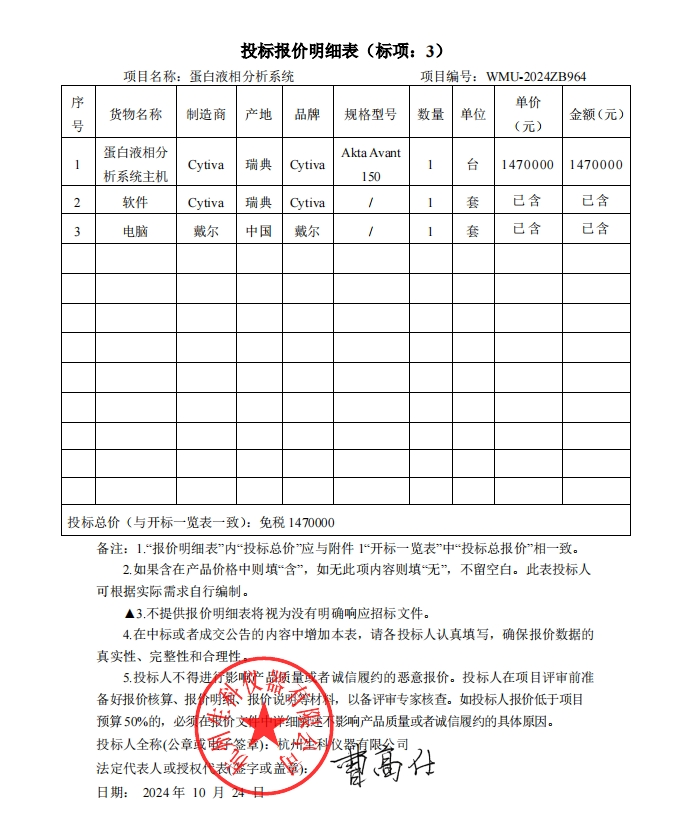 投标报价明细表（标项：3）
项目名称：蛋白液相分析系统 项目编号：WMU-2024ZB964
序号 货物名称 制造商 产地 品牌 规格型号 数量 单位 单价（元） 金额（元）
1 蛋白液相分析系统主机 Cytiva 瑞典 Cytiva Akta Avant 150 1 台 1470000 1470000
2 软件 Cytiva 瑞典 Cytiva / 1 套 已含 已含
3 电脑 戴尔 中国 戴尔 / 1 套 已含 已含
投标总价（与开标一览表一致）：免税 1470000
备注：1.“报价明细表”内“投标总价”应与附件 1“开标一览表”中“投标总报价”相一致。
2.如果含在产品价格中则填“含”，如无此项内容则填“无”，不留空白。此表投标人
可根据实际需求自行编制。
▲3.不提供报价明细表将视为没有明确响应招标文件。
4.在中标或者成交公告的内容中增加本表，请各投标人认真填写，确保报价数据的
真实性、完整性和合理性。
5.投标人不得进行影响产品质量或者诚信履约的恶意报价。投标人在项目评审前准
备好报价核算、报价明细、报价说明等材料，以备评审专家核查。如投标人报价低于项目
预算 50%的，必须在报价文件中详细阐述不影响产品质量或者诚信履约的具体原因。
投标人全称(公章或电子签章)：杭州 科仪器有限公司
法定代表人或授权代表(签字或盖章)：
日期： 2024 年 10 月 24 日